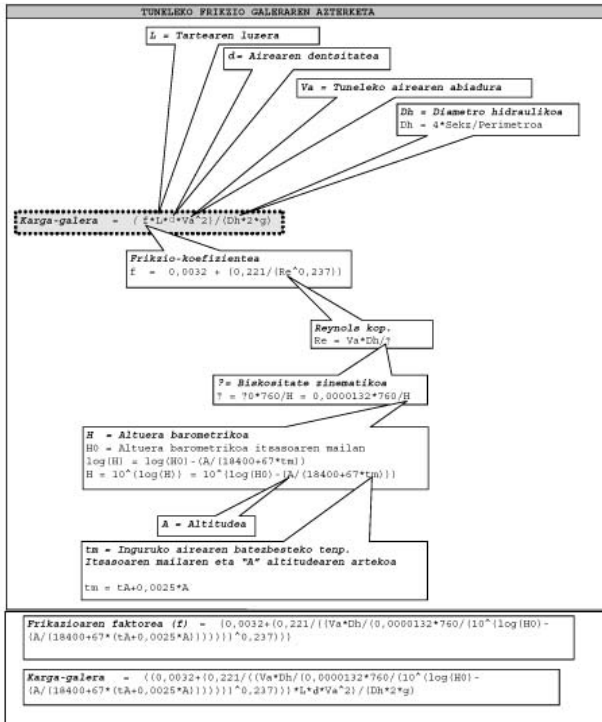 TUNELEKO FRIKZIO GALERAREN AZTERKETA
L = Tartearen luzera
d= Airearen dentsitatea
Va = Tuneleko airearen abiadura
Dh = Diametro hidraulikoa
Dh = 4*Sekz/Perimetroa
Karga-galera = (f*L*d*Va^2)/(Dh*2*g)
Frikzio-koefizientea
f = 0,0032 + (0,221/(Re^0,237))
Reynols kop.
Re = Va*Dh/?
?= Biskositate zinematikoa
? = ?0*760/H = 0,0000132*760/H
H = Altuera barometrikoa
H0 = Altuera barometrikoa itsasoaren mailan
log(H) = log(H0)-(A/(18400+67*tm))
H = 10^(log(H)) = 10^(log(H0)-(A/(18400+67*tm)))
A = Altitudea
tm = Inguruko airearen batezbesteko tenp.
Itsasoaren mailaren eta "A" altitudearen artekoa
tm = tA+0,0025*A
Frikazioaren faktorea (f) = (0,0032+(0,221/((Va*Dh/(0,0000132*760/(10^(log(H0)-
(A/(18400+67*(tA+0,0025*A)))))))^0,237)))
Karga-galera = ((0,0032+(0,221/((Va*Dh/(0,0000132*760/(10^(log(H0)-
(A/(18400+67*(tA+0,0025*A)))))))^0,237)))*L*d*Va^2)/(Dh*2*g)